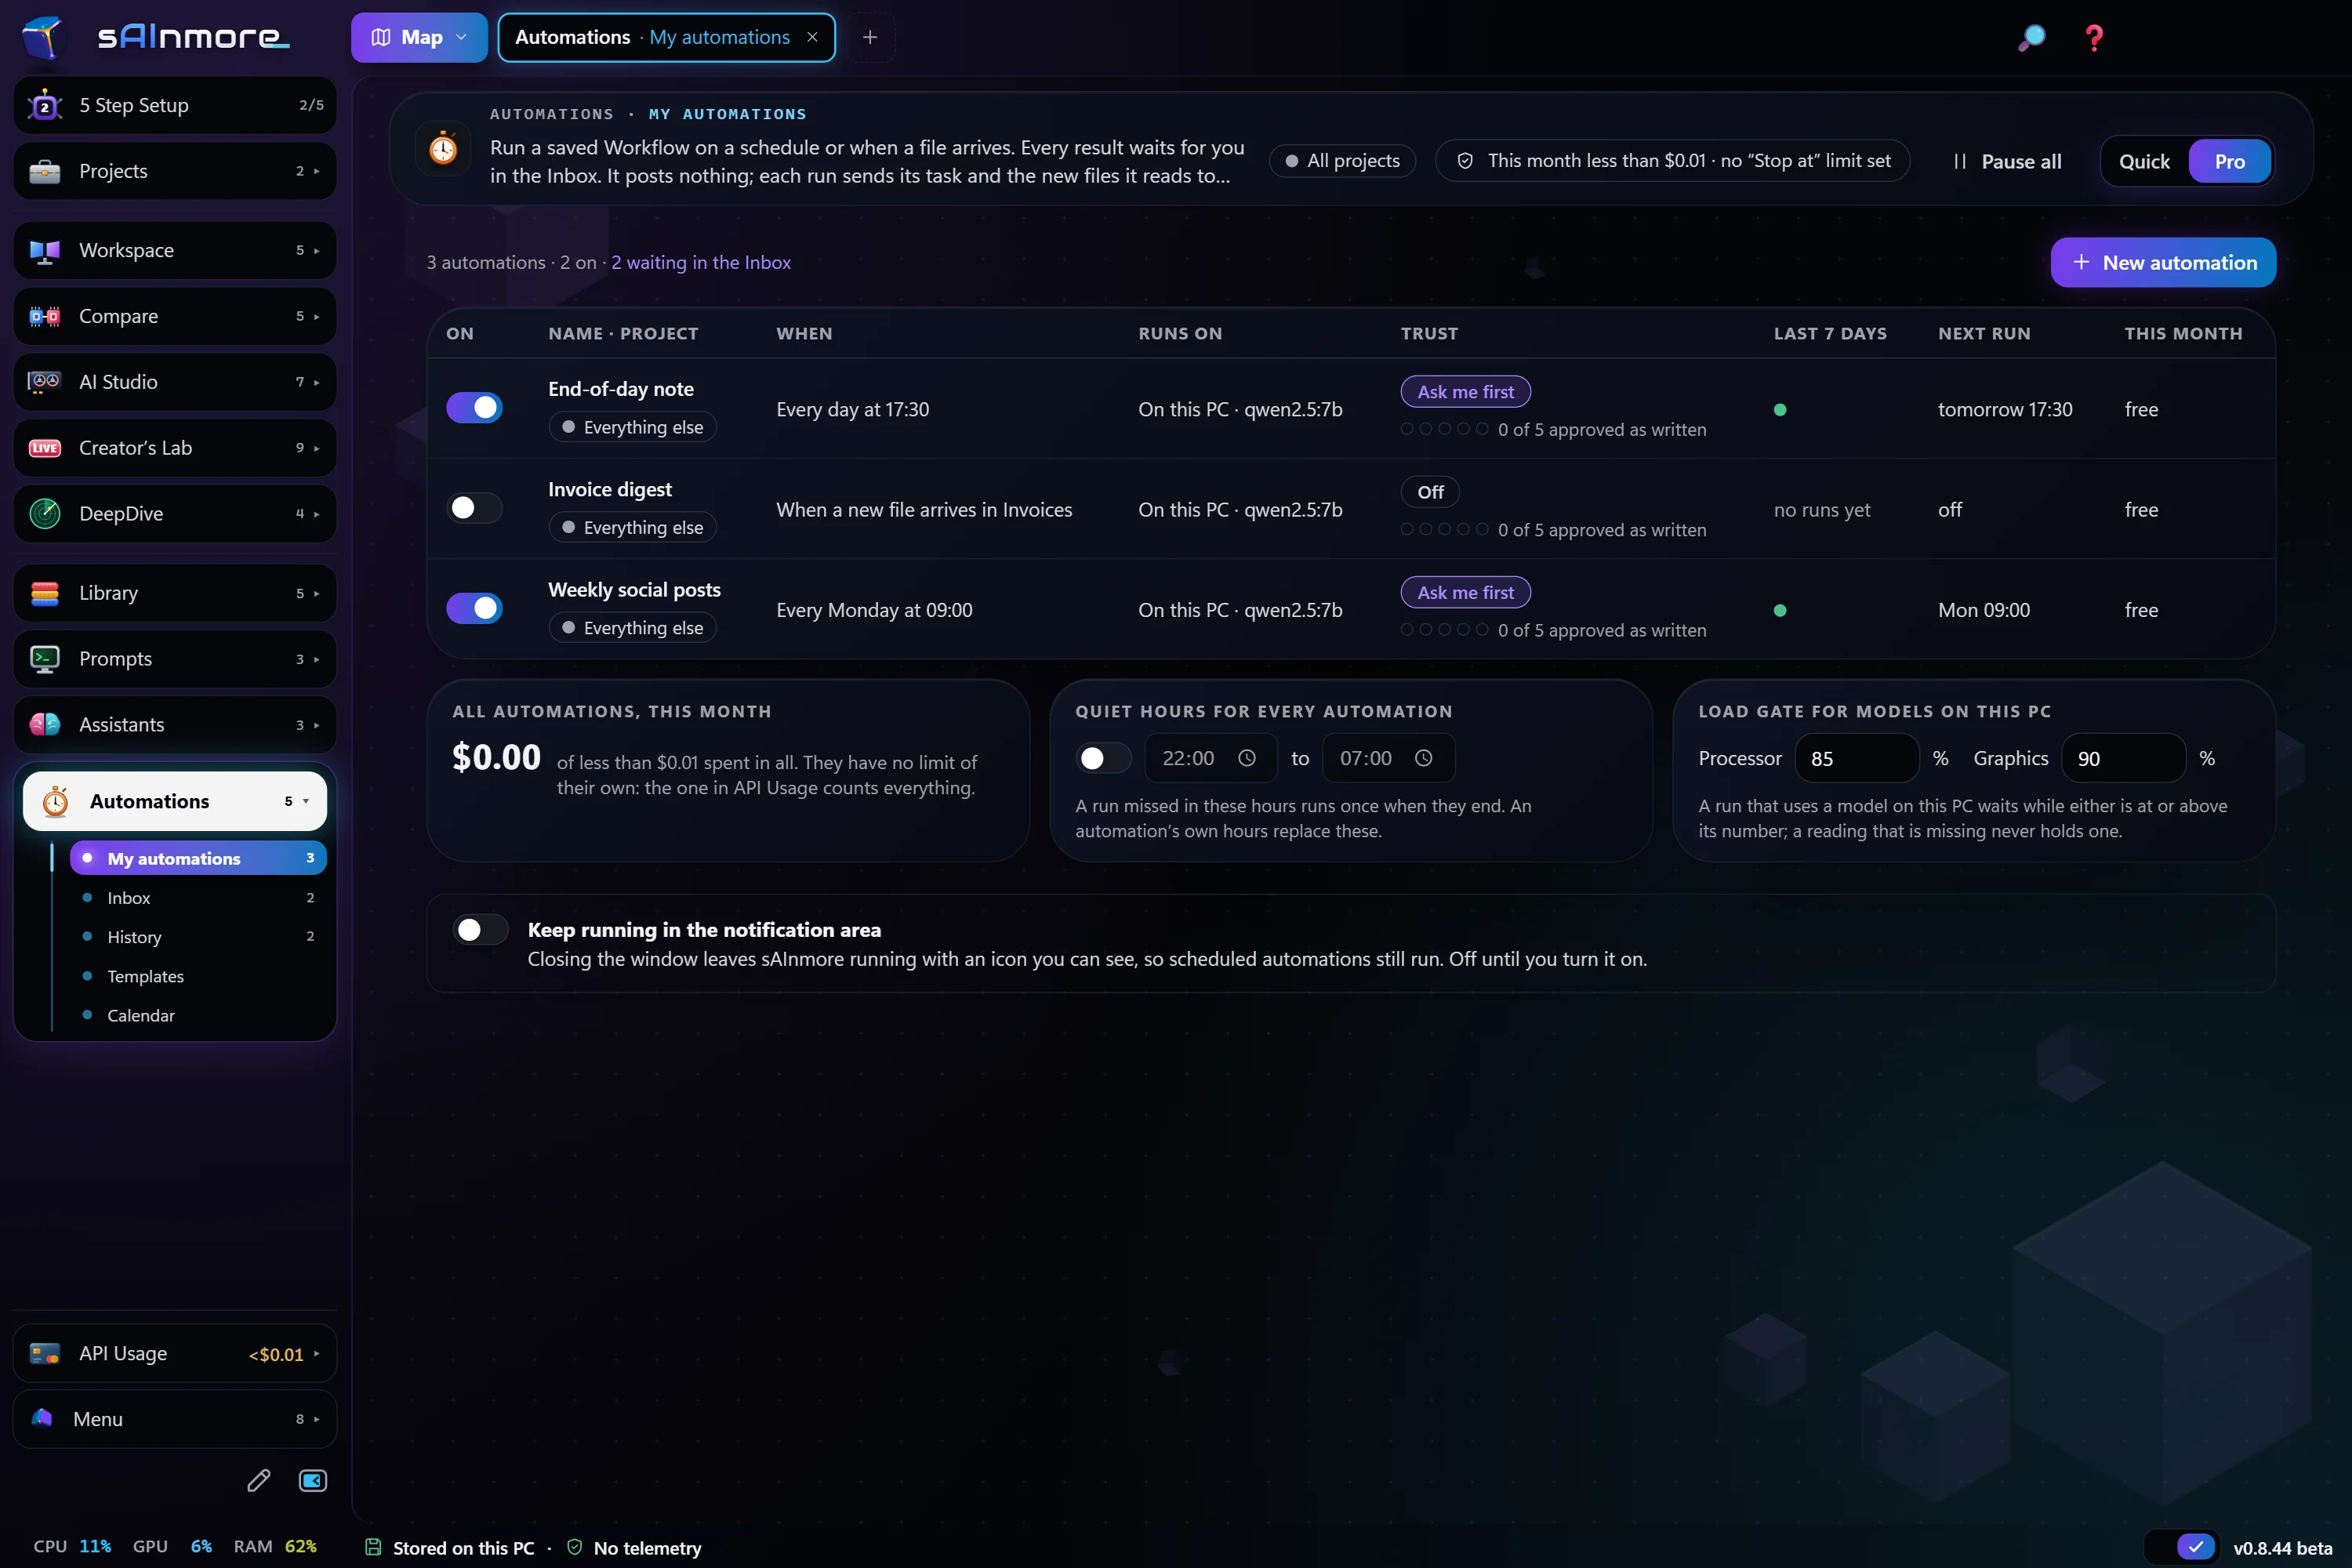 sAInmore_
Map
Automations · My automations
5 Step Setup 2/5
Projects 2
Workspace 5
Compare 5
AI Studio 7
LIVE
Creator’s Lab 9
DeepDive 4
Library 5
Prompts 3
Assistants 3
Automations 5
My automations 3
Inbox 2
History 2
Templates
Calendar
API Usage <$0.01
Menu 8
CPU 11% GPU 6% RAM 62%
AUTOMATIONS · MY AUTOMATIONS
Run a saved Workflow on a schedule or when a file arrives. Every result waits for you
in the Inbox. It posts nothing; each run sends its task and the new files it reads to...
All projects
This month less than $0.01 · no “Stop at” limit set
Pause all
Quick Pro
3 automations · 2 on · 2 waiting in the Inbox
+ New automation
ON NAME · PROJECT WHEN RUNS ON TRUST LAST 7 DAYS NEXT RUN THIS MONTH
End-of-day note
Everything else
Every day at 17:30
On this PC · qwen2.5:7b
Ask me first
0 of 5 approved as written
tomorrow 17:30
free
Invoice digest
Everything else
When a new file arrives in Invoices
On this PC · qwen2.5:7b
Off
0 of 5 approved as written
no runs yet
off
free
Weekly social posts
Everything else
Every Monday at 09:00
On this PC · qwen2.5:7b
Ask me first
0 of 5 approved as written
Mon 09:00
free
ALL AUTOMATIONS, THIS MONTH
$0.00 of less than $0.01 spent in all. They have no limit of
their own: the one in API Usage counts everything.
QUIET HOURS FOR EVERY AUTOMATION
22:00 to 07:00
A run missed in these hours runs once when they end. An
automation’s own hours replace these.
LOAD GATE FOR MODELS ON THIS PC
Processor 85 % Graphics 90 %
A run that uses a model on this PC waits while either is at or above
its number; a reading that is missing never holds one.
Keep running in the notification area
Closing the window leaves sAInmore running with an icon you can see, so scheduled automations still run. Off until you turn it on.
Stored on this PC · No telemetry
v0.8.44 beta